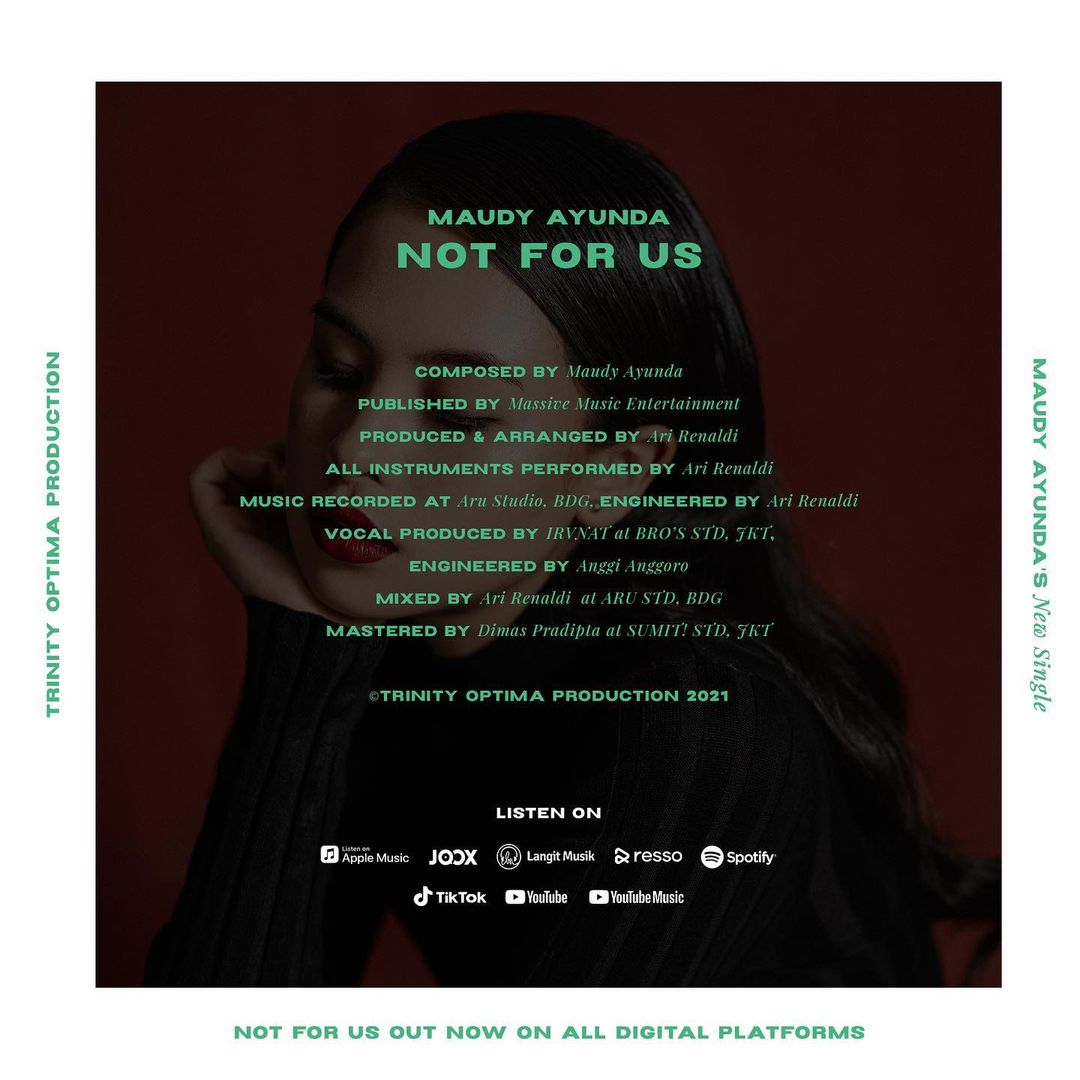 MAUDY AYUNDA
NOT FOR US
COMPOSED BY Maudy Ayunda
PUBLISHED BY Massive Music Entertainment
PRODUCED & ARRANGED BY Ari Renaldi
ALL INSTRUMENTS PERFORMED BY Ari Renaldi
MUSIC RECORDED AT Aru Studio, BDG, ENGINEERED BY Ari Renaldi
VOCAL PRODUCED BY IRVNAT at BRO'S STD, JKT,
ENGINEERED BY Anggi Anggoro
MIXED BY Ari Renaldi at ARU STD, BDG
MASTERED BY Dimas Pradipta at SUMIT! STD, JKT
©TRINITY OPTIMA PRODUCTION 2021
LISTEN ON
Listen on Apple Music JOOX Langit Musik resso Spotify
TikTok YouTube YouTube Music
TRINITY OPTIMA PRODUCTION
MAUDY AYUNDA'S New Single
NOT FOR US OUT NOW ON ALL DIGITAL PLATFORMS